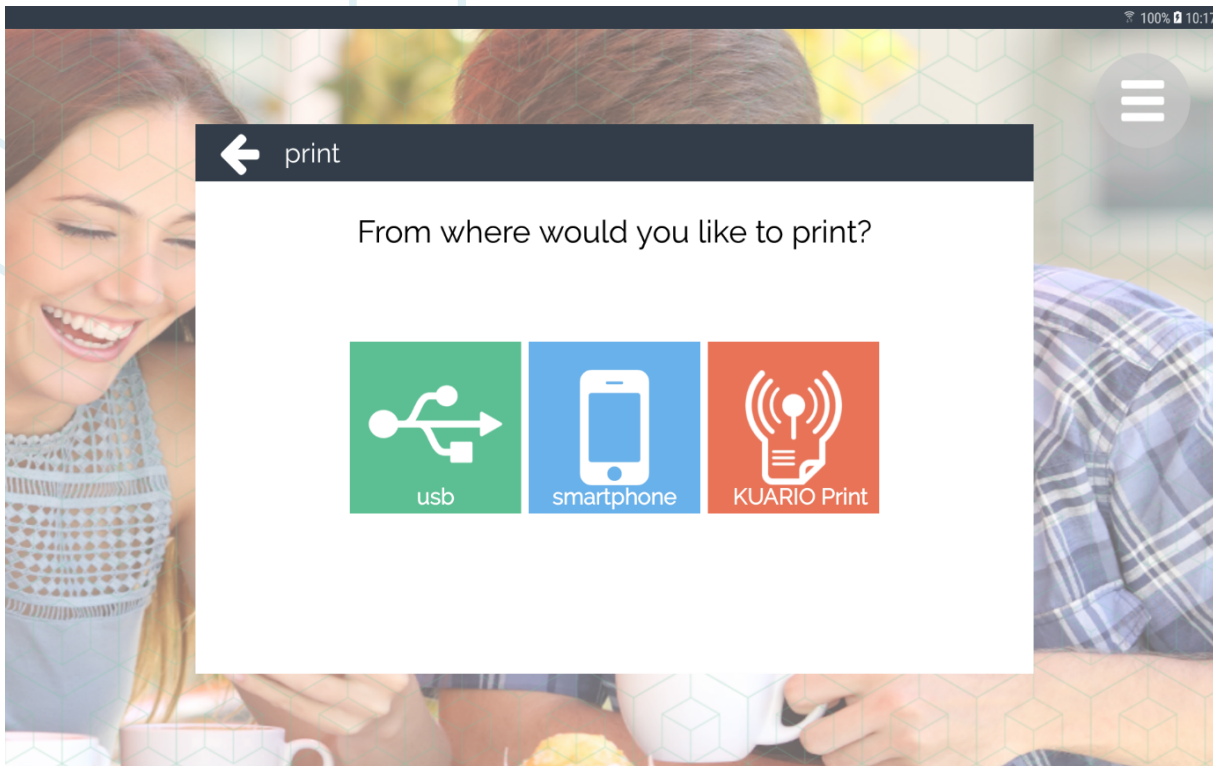 100% 10:17
print
From where would you like to print?
usb
smartphone
KUARIO Print